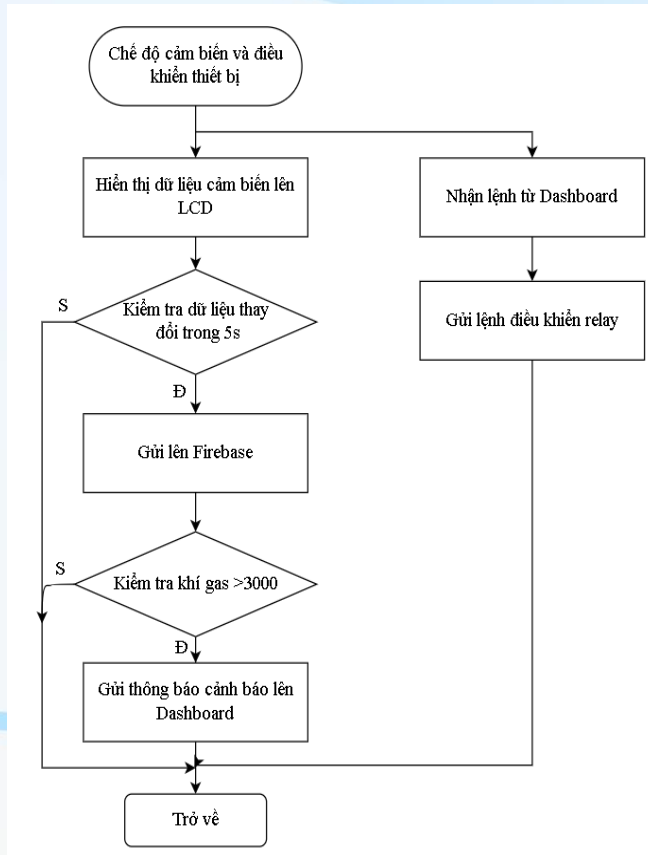 Chế độ cảm biến và điều
khiển thiết bị
Hiển thị dữ liệu cảm biến lên
LCD
Nhận lệnh từ Dashboard
S
Kiểm tra dữ liệu thay
đổi trong 5s
Gửi lệnh điều khiển relay
Đ
Gửi lên Firebase
S
Kiểm tra khí gas >3000
Đ
Gửi thông báo cảnh báo lên
Dashboard
Trở về